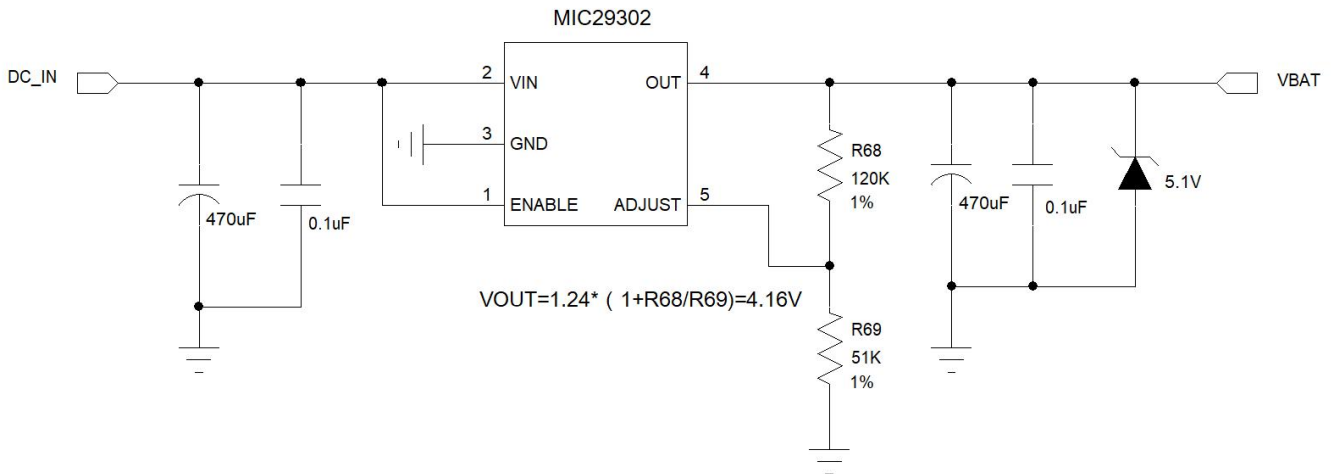 MIC29302
DC_IN
2
VIN
OUT
4
VBAT
3
GND
R68
120K
1%
470uF
0.1uF
5.1V
1
ENABLE
ADJUST
5
470uF
0.1uF
VOUT=1.24* ( 1+R68/R69)=4.16V
R69
51K
1%